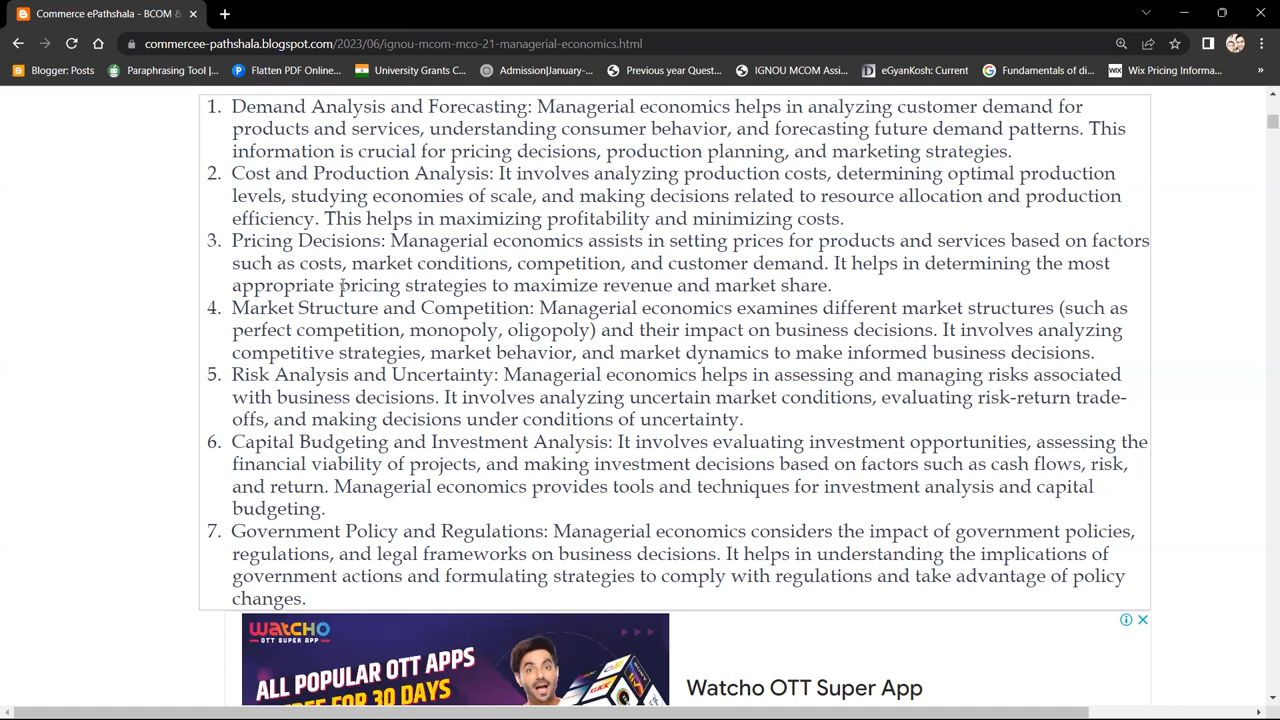 Commerce ePathshala - BCOM &
commercee-pathshala.blogspot.com/2023/06/ignou-mcom-mco-21-managerial-economics.html
Blogger: Posts
Paraphrasing Tool |...
Flatten PDF Online...
University Grants C...
Admission|January-...
Previous year Quest...
IGNOU MCOM Assi...
eGyanKosh: Current
Fundamentals of di...
Wix Pricing Informa...
»
1. Demand Analysis and Forecasting: Managerial economics helps in analyzing customer demand for
products and services, understanding consumer behavior, and forecasting future demand patterns. This
information is crucial for pricing decisions, production planning, and marketing strategies.
2. Cost and Production Analysis: It involves analyzing production costs, determining optimal production
levels, studying economies of scale, and making decisions related to resource allocation and production
efficiency. This helps in maximizing profitability and minimizing costs.
3. Pricing Decisions: Managerial economics assists in setting prices for products and services based on factors
such as costs, market conditions, competition, and customer demand. It helps in determining the most
appropriate pricing strategies to maximize revenue and market share.
4. Market Structure and Competition: Managerial economics examines different market structures (such as
perfect competition, monopoly, oligopoly) and their impact on business decisions. It involves analyzing
competitive strategies, market behavior, and market dynamics to make informed business decisions.
5. Risk Analysis and Uncertainty: Managerial economics helps in assessing and managing risks associated
with business decisions. It involves analyzing uncertain market conditions, evaluating risk-return trade-
offs, and making decisions under conditions of uncertainty.
6. Capital Budgeting and Investment Analysis: It involves evaluating investment opportunities, assessing the
financial viability of projects, and making investment decisions based on factors such as cash flows, risk,
and return. Managerial economics provides tools and techniques for investment analysis and capital
budgeting.
7. Government Policy and Regulations: Managerial economics considers the impact of government policies,
regulations, and legal frameworks on business decisions. It helps in understanding the implications of
government actions and formulating strategies to comply with regulations and take advantage of policy
changes.
WATCHO
OTT SUPER APP
ALL POPULAR OTT APPS
FREE FOR 30 DAYS
Watcho OTT Super App